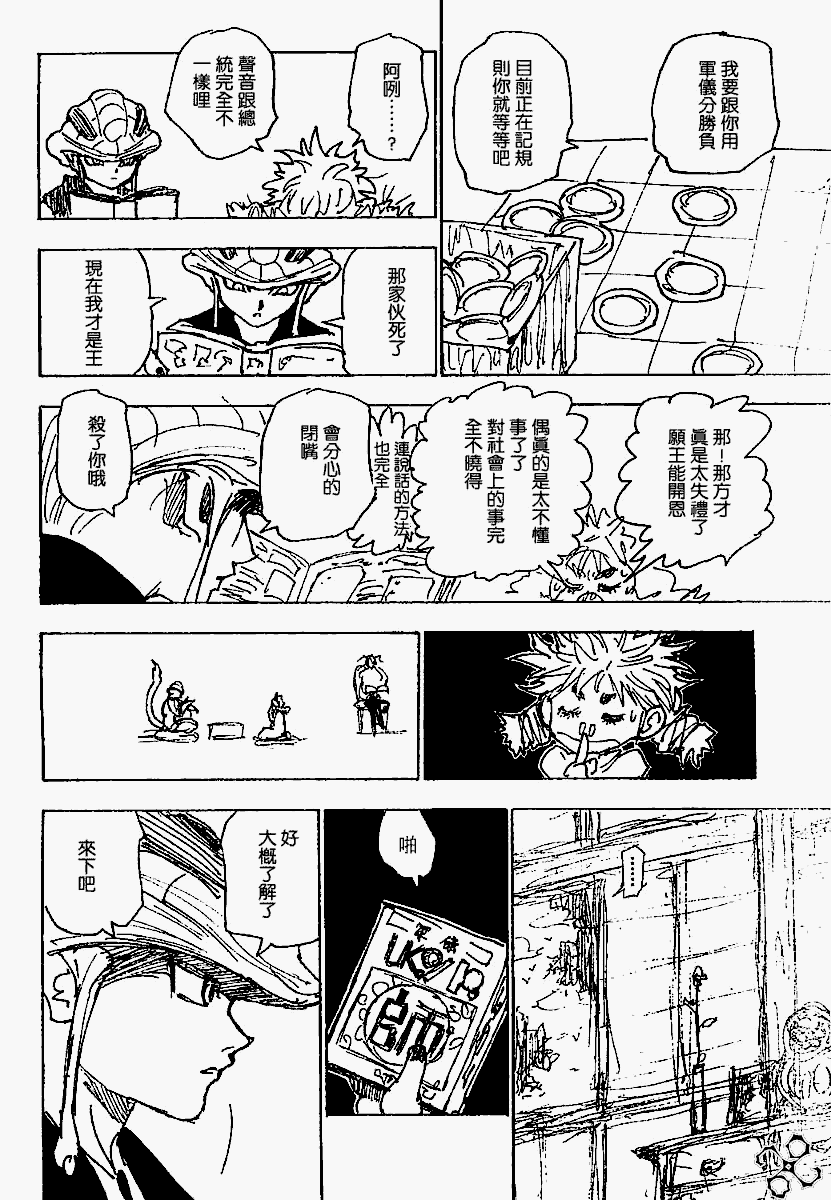 我要跟你用
軍儀分勝負
目前正在記規
則你就等等吧
阿咧……？
聲音跟總
統完全不
一樣哩
那家伙死了
現在我才是王
那！那方才
眞是太失禮了
願王能開恩
偶眞的是太不懂
事了了
對社會上的事完
全不曉得
連說話的方法
也完全
會分心的
閉嘴
殺了你哦
……
啪
軍儀
師
好
大概了解了
來下吧